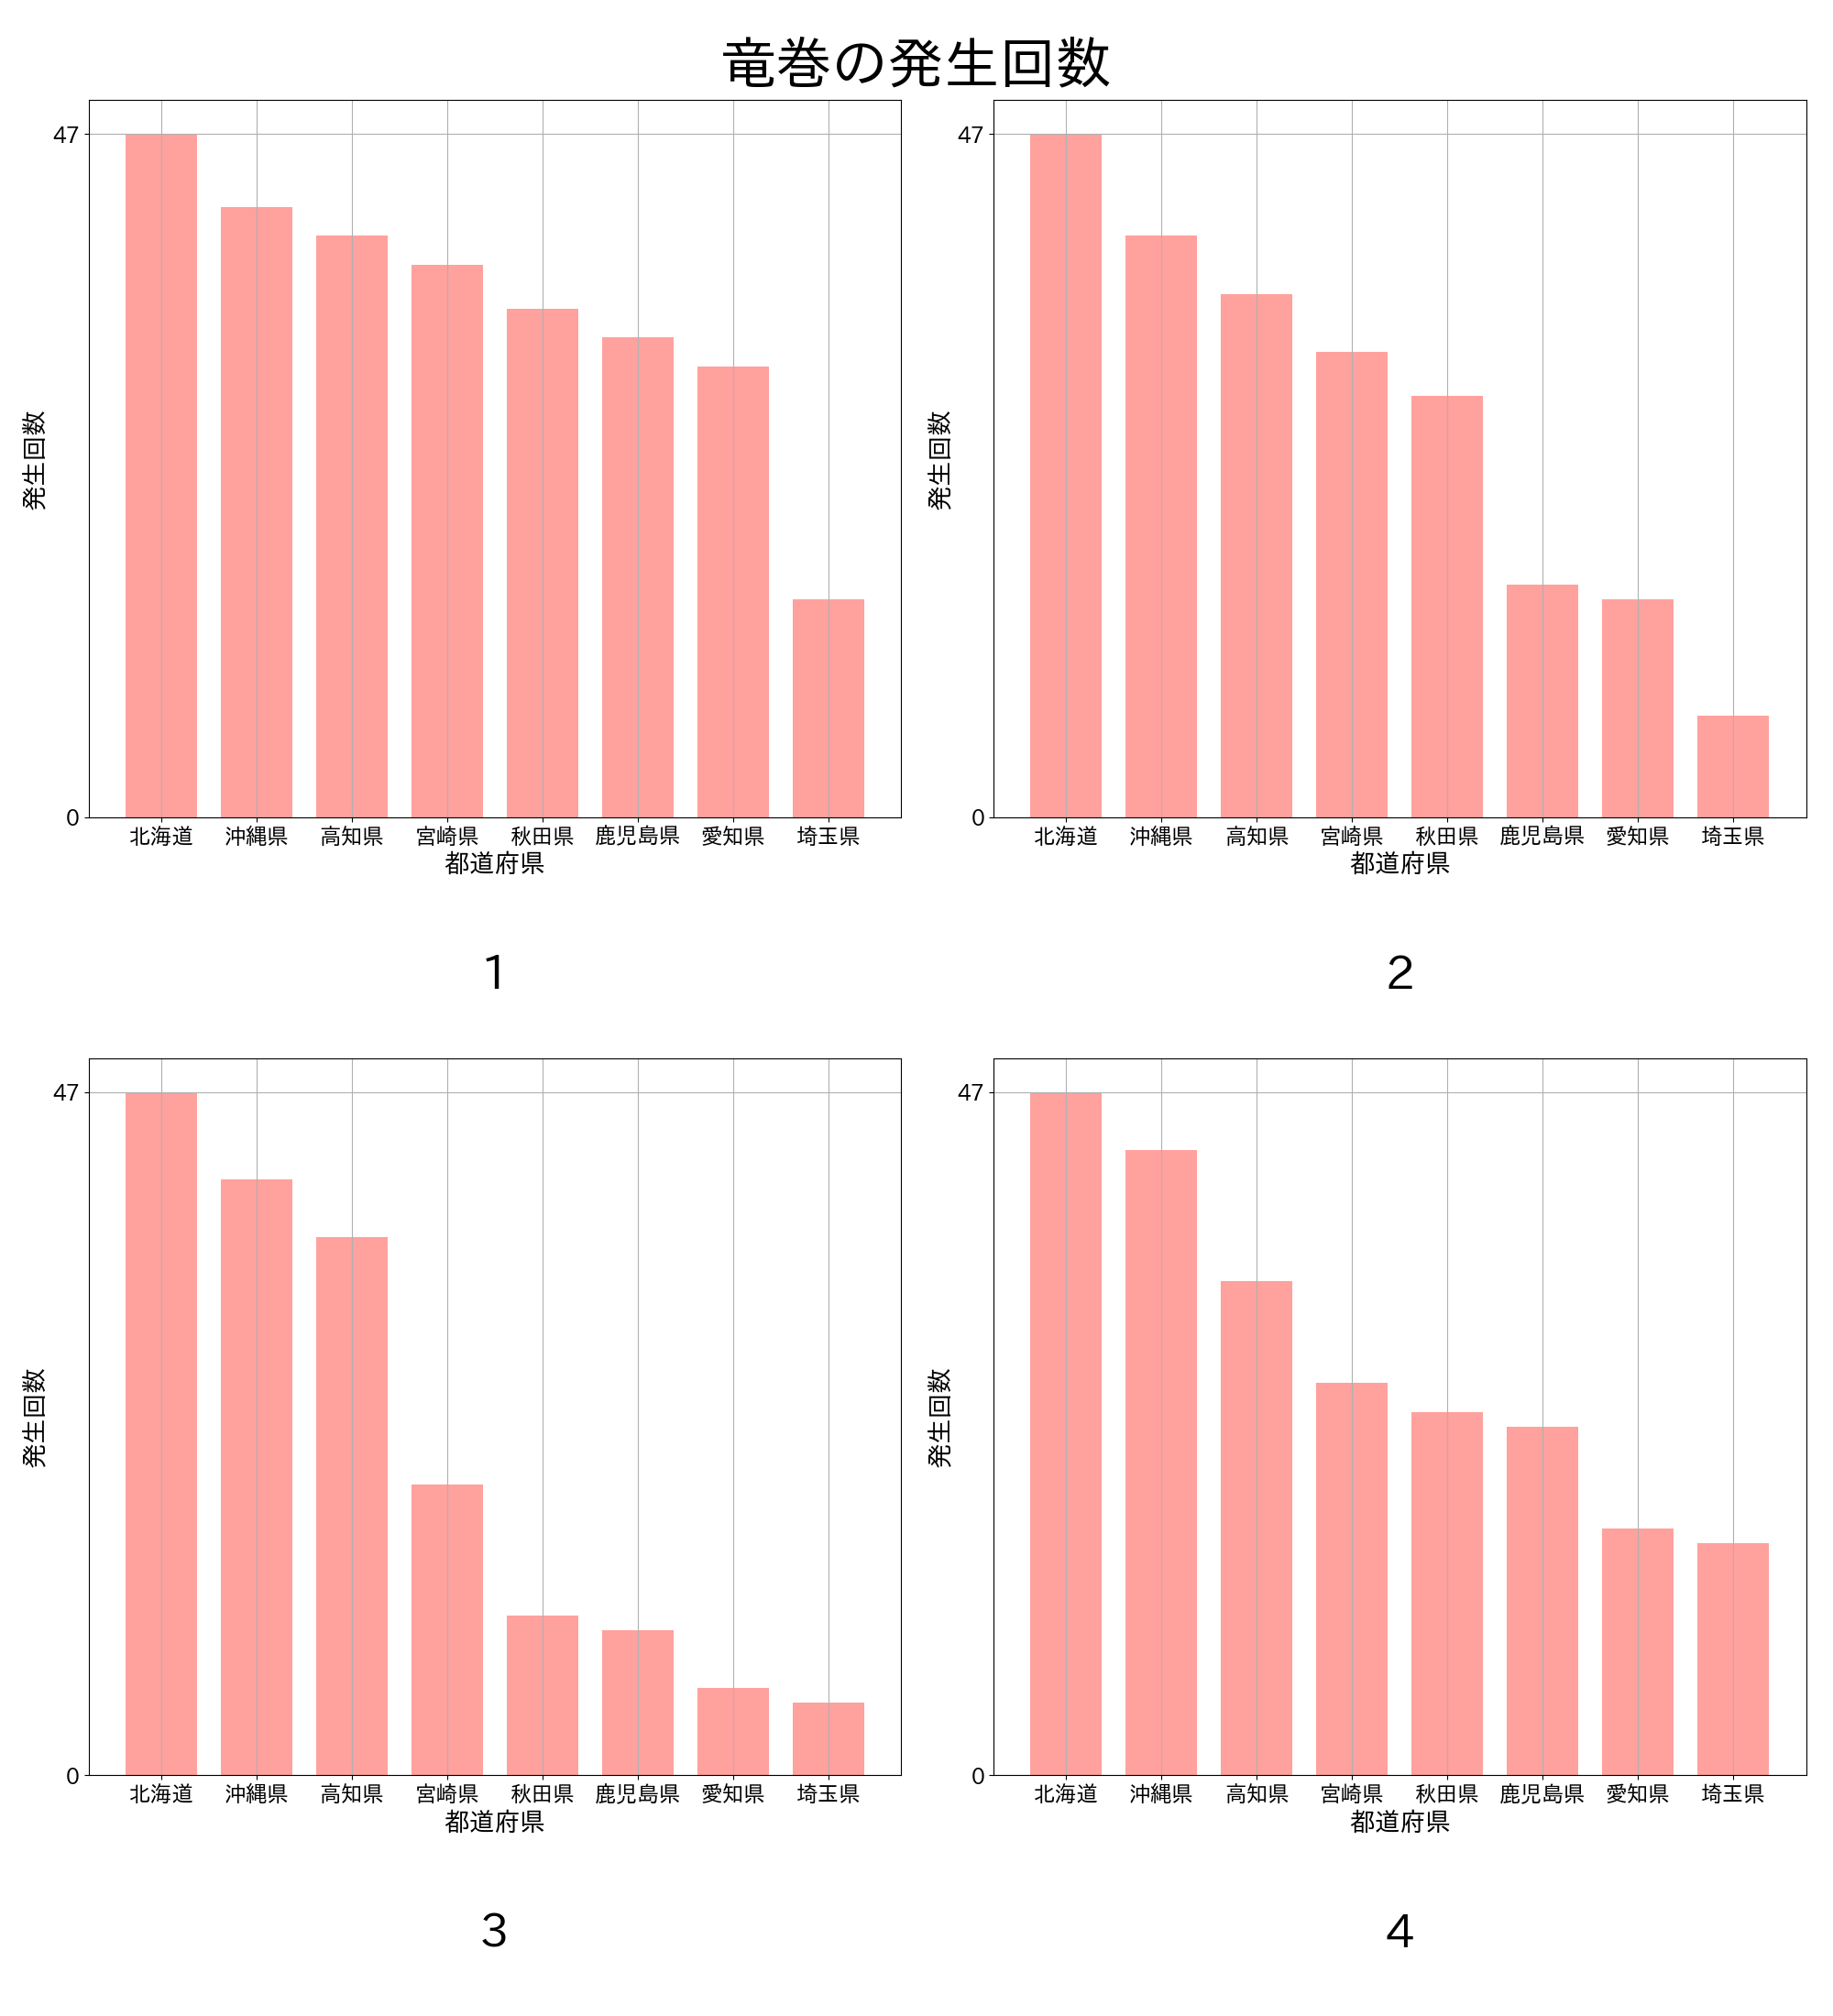 竜巻の発生回数
47
0
発生回数
北海道 沖縄県 高知県 宮崎県 秋田県 鹿児島県 愛知県 埼玉県
都道府県
1
47
0
発生回数
北海道 沖縄県 高知県 宮崎県 秋田県 鹿児島県 愛知県 埼玉県
都道府県
2
47
0
発生回数
北海道 沖縄県 高知県 宮崎県 秋田県 鹿児島県 愛知県 埼玉県
都道府県
3
47
0
発生回数
北海道 沖縄県 高知県 宮崎県 秋田県 鹿児島県 愛知県 埼玉県
都道府県
4